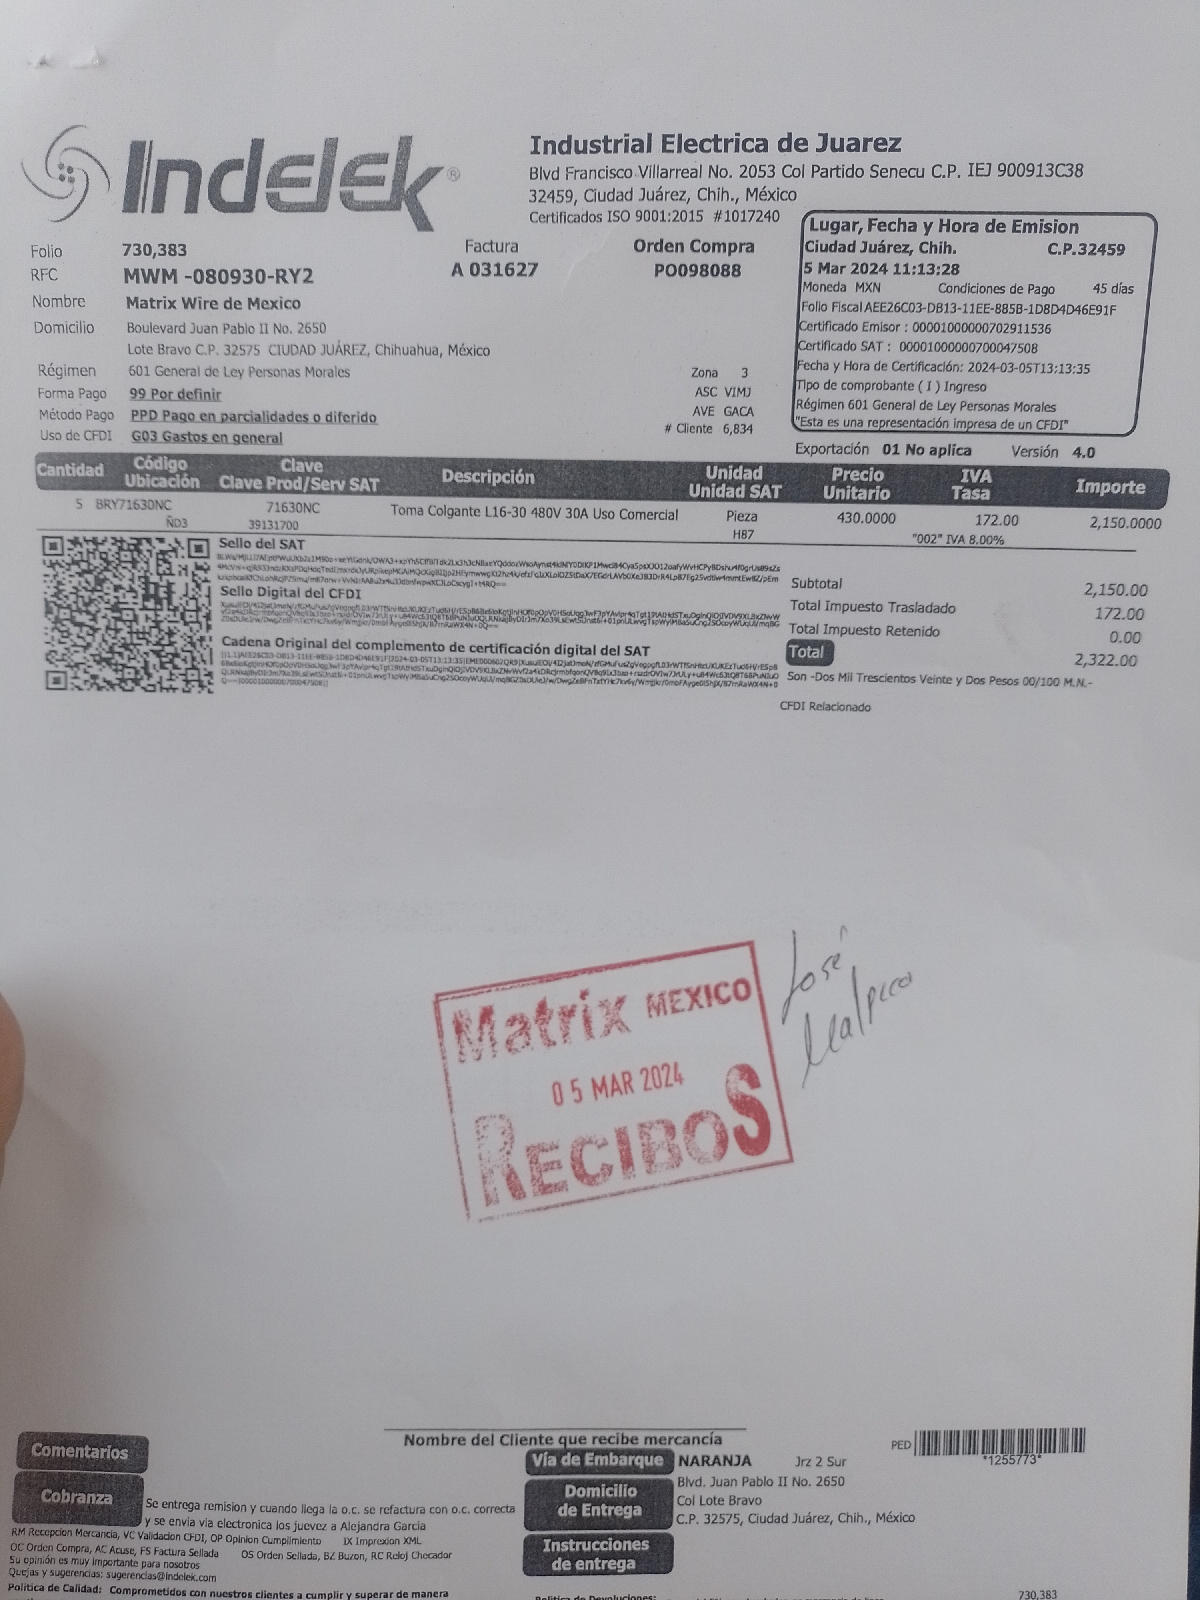 Indelek®
Industrial Electrica de Juarez
Blvd Francisco Villarreal No. 2053 Col Partido Senecu C.P. IEJ 900913C38
32459, Ciudad Juárez, Chih., México
Certificados ISO 9001:2015 #1017240
Folio 730,383
Factura
A 031627
Orden Compra
PO098088
RFC MWM -080930-RY2
Nombre Matrix Wire de Mexico
Domicilio Boulevard Juan Pablo II No. 2650
Lote Bravo C.P. 32575 CIUDAD JUÁREZ, Chihuahua, México
Régimen 601 General de Ley Personas Morales
Forma Pago 99 Por definir
Método Pago PPD Pago en parcialidades o diferido
Uso de CFDI G03 Gastos en general
Zona 3
ASC VIMJ
AVE GACA
# Cliente 6,834
Lugar, Fecha y Hora de Emision
Ciudad Juárez, Chih. C.P.32459
5 Mar 2024 11:13:28
Moneda MXN Condiciones de Pago 45 días
Folio Fiscal AEE26C03-DB13-11EE-885B-1D8D4D46E91F
Certificado Emisor : 00001000000702911536
Certificado SAT : 00001000000700047508
Fecha y Hora de Certificación: 2024-03-05T13:13:35
Tipo de comprobante ( I ) Ingreso
Régimen 601 General de Ley Personas Morales
"Esta es una representación impresa de un CFDI"
Exportación 01 No aplica Versión 4.0
Cantidad Código Ubicación Clave Clave Prod/Serv SAT Descripción Unidad Unidad SAT Precio Unitario IVA Tasa Importe
5 BRY71630NC 71630NC Toma Colgante L16-30 480V 30A Uso Comercial Pieza 430.0000 172.00 2,150.0000
ÑD3 39131700 H87 "002" IVA 8.00%
Sello del SAT
Sello Digital del CFDI
Cadena Original del complemento de certificación digital del SAT
Subtotal 2,150.00
Total Impuesto Trasladado 172.00
Total Impuesto Retenido 0.00
Total 2,322.00
Son -Dos Mil Trescientos Veinte y Dos Pesos 00/100 M.N.-
CFDI Relacionado
Matrix MEXICO
05 MAR 2024
RECIBOS
José
Nombre del Cliente que recibe mercancía
PED
*1255773*
Comentarios
Cobranza
Se entrega remision y cuando llega la o.c. se refactura con o.c. correcta
y se envia via electronica los juevez a Alejandra Garcia
RM Recepcion Mercancia, VC Validacion CFDI, OP Opinion Cumplimiento IX Impresion XML
OC Orden Compra, AC Acuse, FS Factura Sellada OS Orden Sellada, BZ Buzon, RC Reloj Checador
Su opinión es muy importante para nosotros
Quejas y sugerencias: sugerencias@indelek.com
Política de Calidad: Comprometidos con nuestros clientes a cumplir y superar de manera
Vía de Embarque NARANJA Jrz 2 Sur
Domicilio de Entrega
Blvd. Juan Pablo II No. 2650
Col Lote Bravo
C.P. 32575, Ciudad Juárez, Chih., México
Instrucciones de entrega
Política de Devoluciones:
730,383